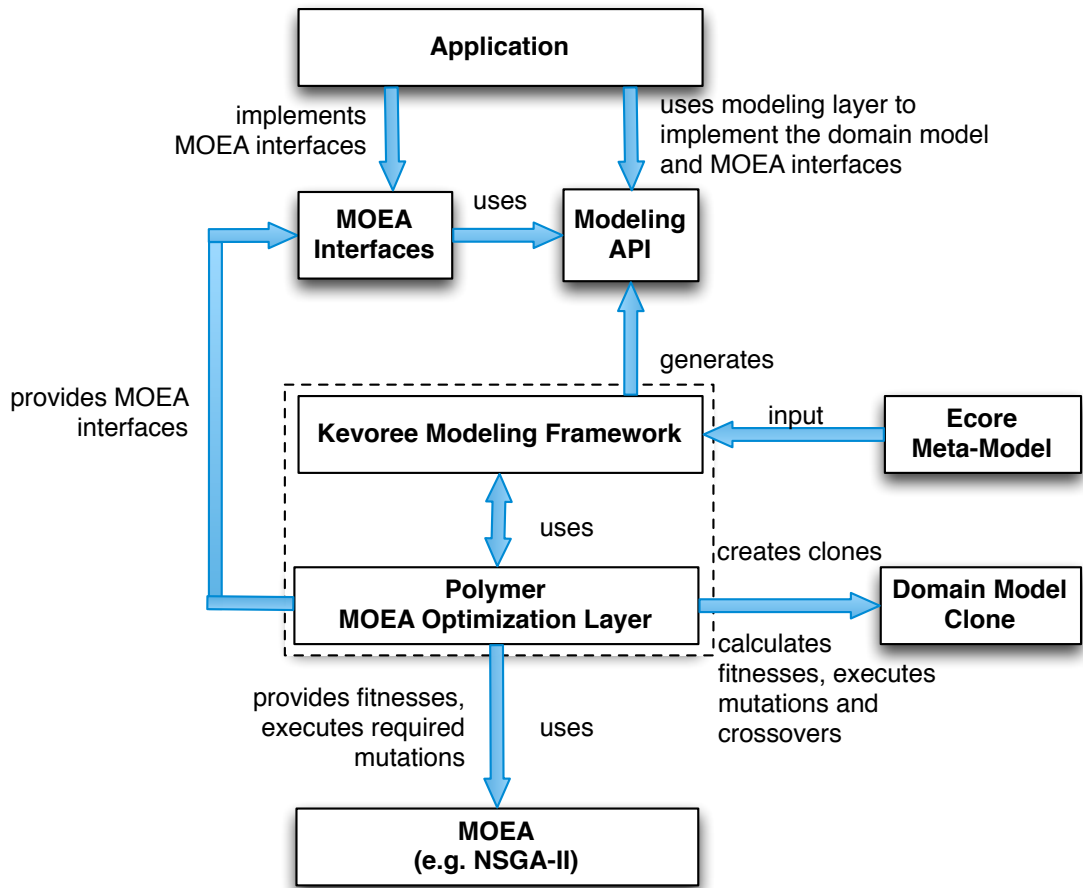 Application
implements
MOEA interfaces
uses modeling layer to
implement the domain model
and MOEA interfaces
MOEA
Interfaces
uses
Modeling
API
generates
provides MOEA
interfaces
Kevoree Modeling Framework
input
Ecore
Meta-Model
uses
creates clones
Polymer
MOEA Optimization Layer
Domain Model
Clone
calculates
fitnesses, executes
mutations and
crossovers
provides fitnesses,
executes required
mutations
uses
MOEA
(e.g. NSGA-II)